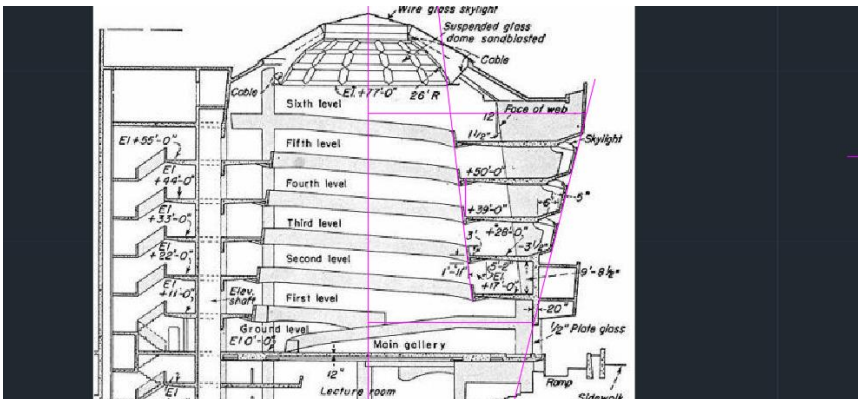 Wire glass skylight
Suspended glass
dome sandblasted
Cable
Cable
El. +77'-0"
26' R
Sixth level
12
Face of web
1 1/2"
Skylight
El +55'-0"
Fifth level
El
+44'-0"
+50'-0"
Fourth level
5"
6'
El
+33'-0"
+39'-0"
Third level
3'
+28'-0"
-3 1/2"
El
+22'-0"
Second level
1'-11"
5'-2"
El
+17'-0"
9'-8 1/2"
El
+11'-0"
Elev.
shaft
First level
20"
Ground level
El 0'-0"
Main gallery
1/2" Plate glass
12"
Ramp
Lecture room
Sidewalk
El